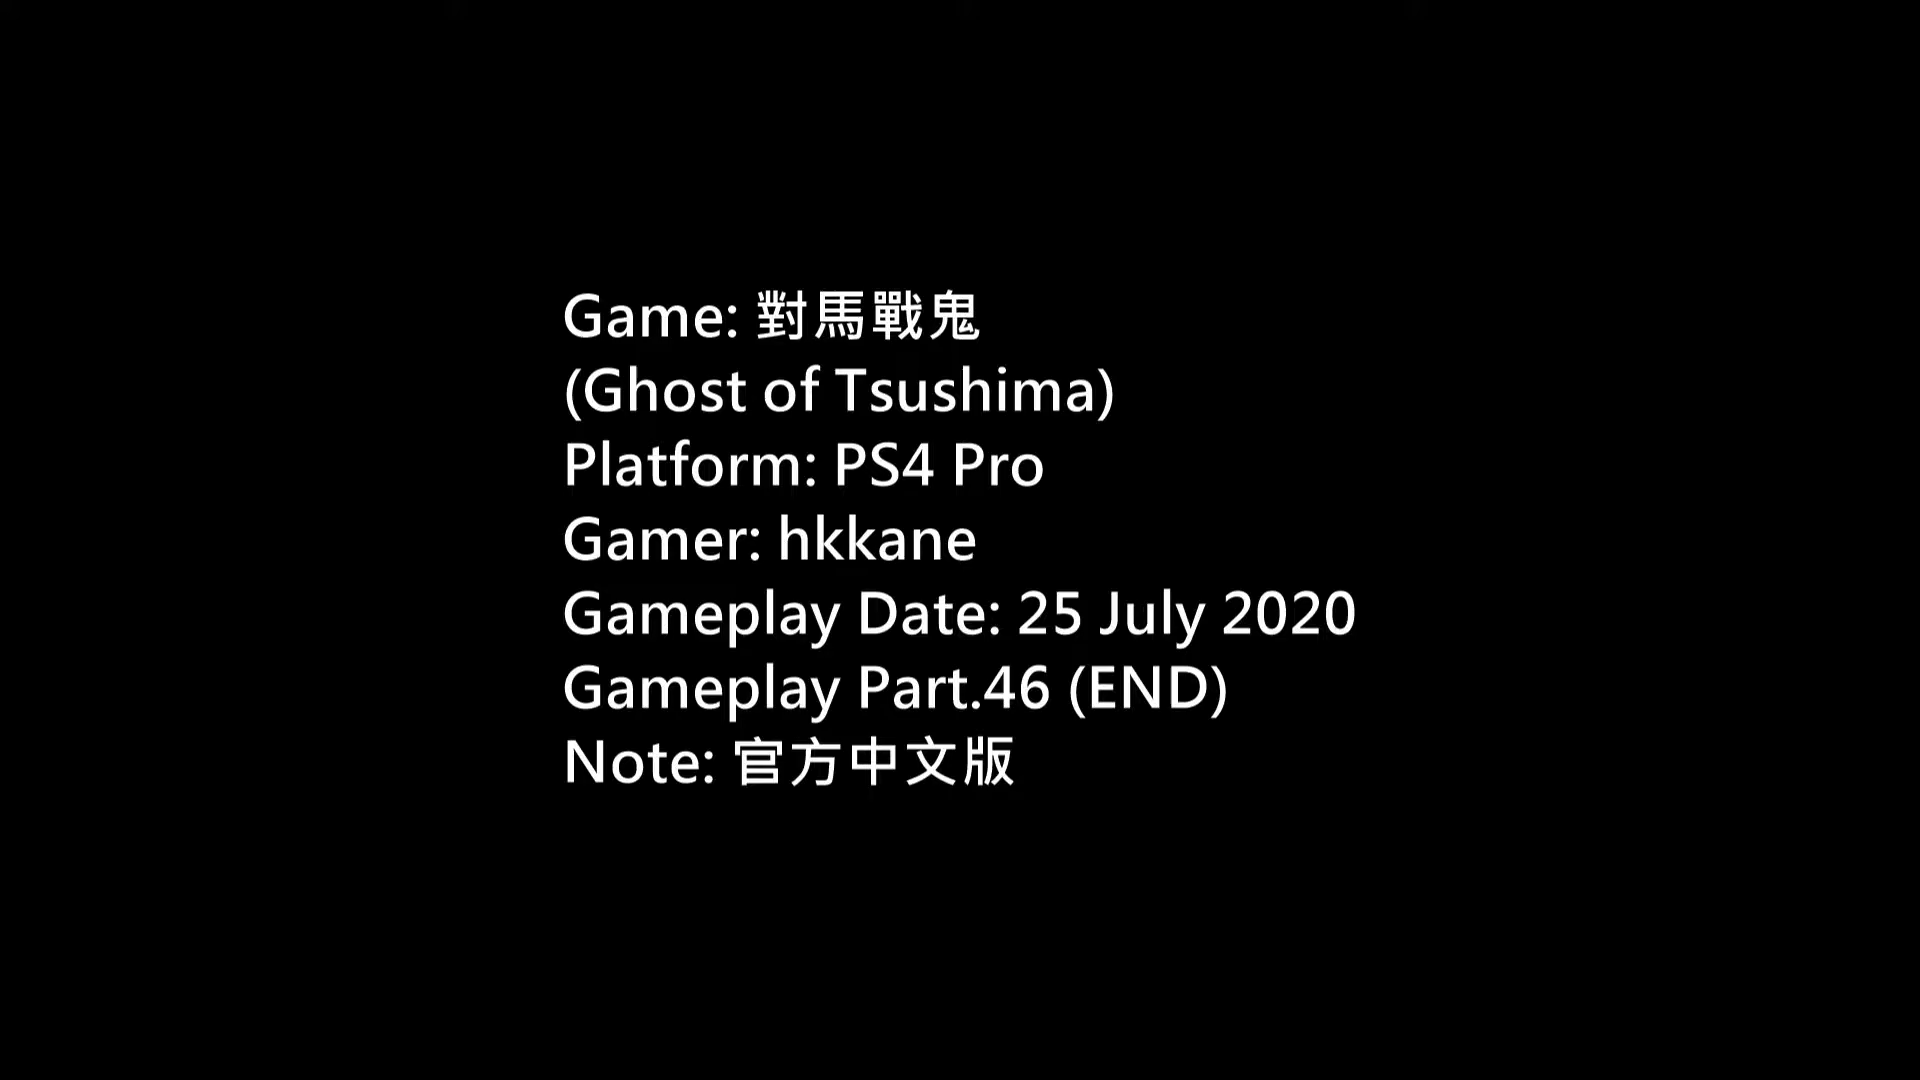 Game: 對馬戰鬼
(Ghost of Tsushima)
Platform: PS4 Pro
Gamer: hkkane
Gameplay Date: 25 July 2020
Gameplay Part.46 (END)
Note: 官方中文版